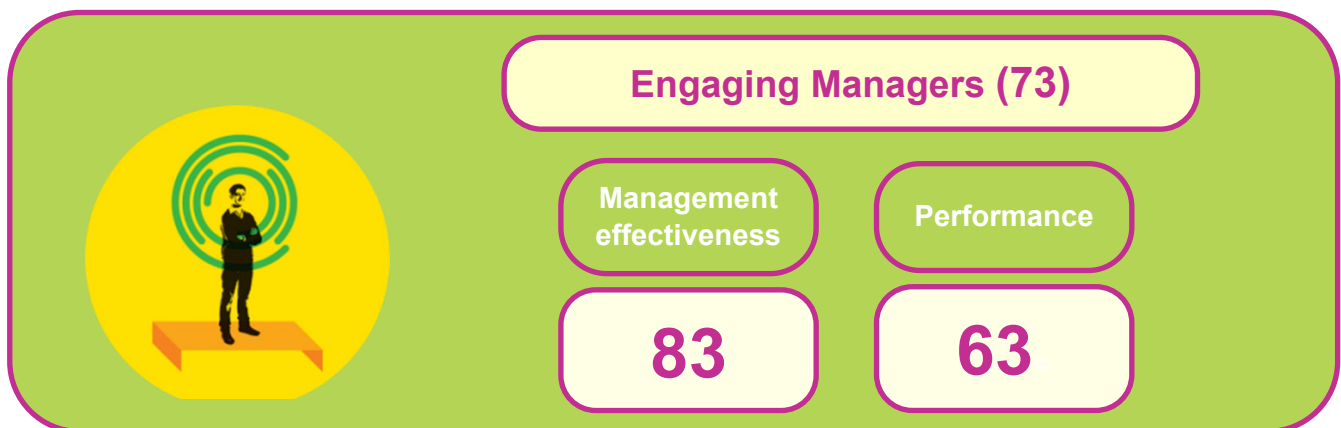 Engaging Managers (73)
Management
effectiveness
Performance
83
63